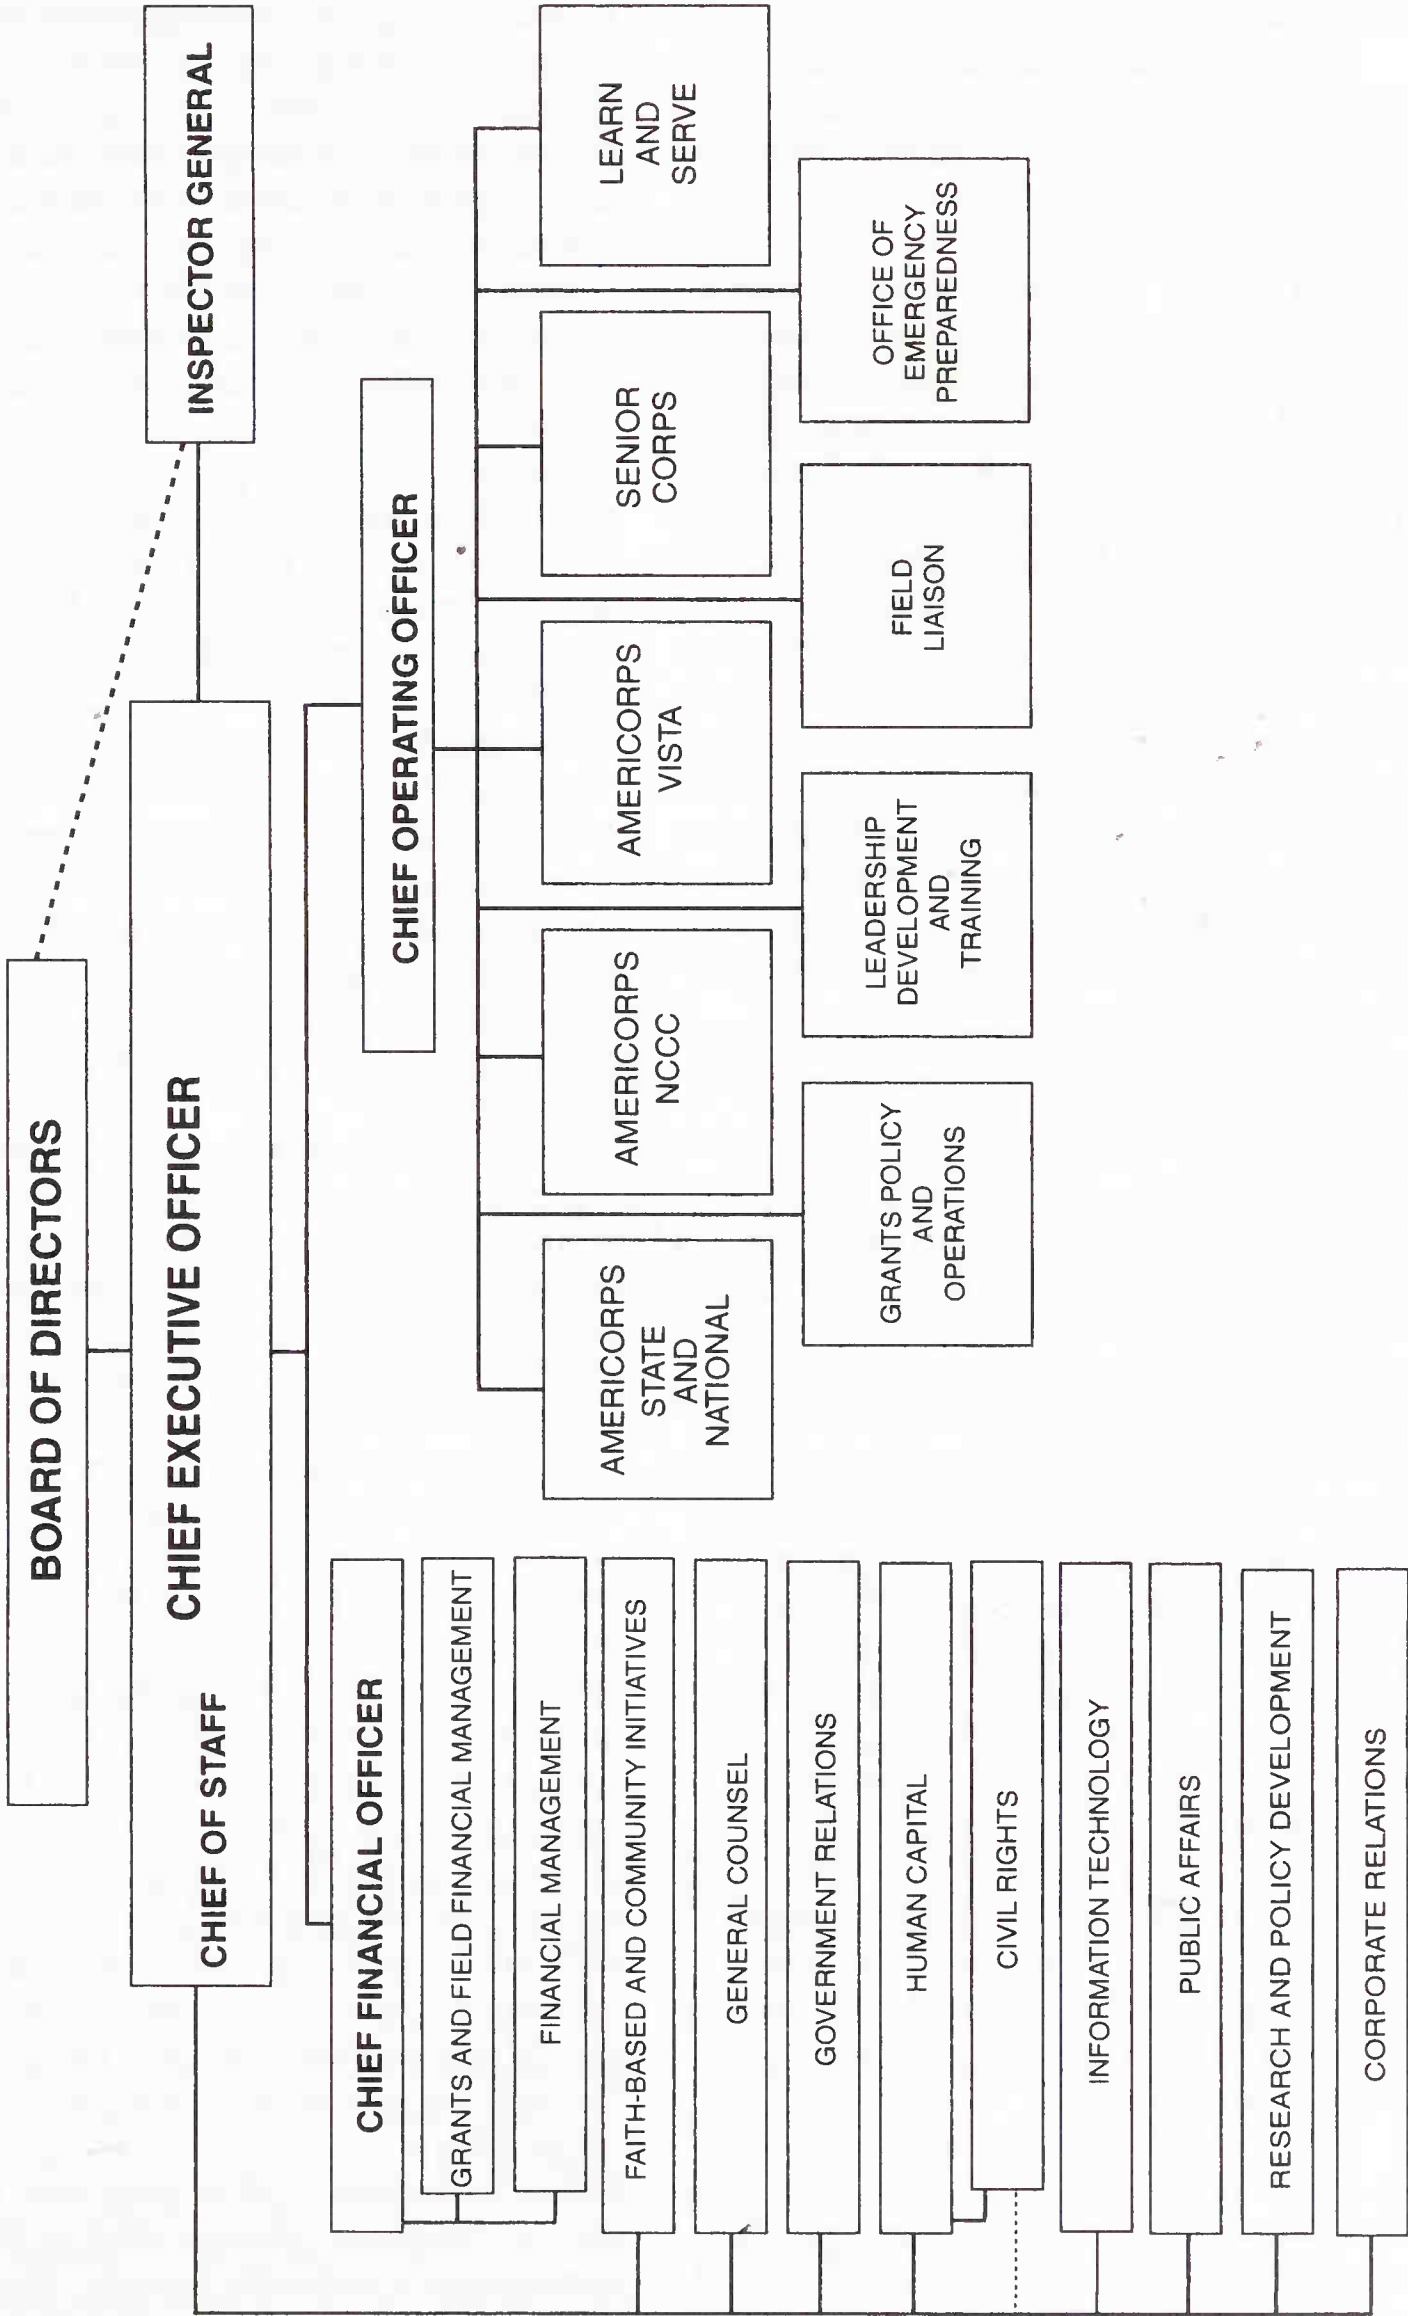 BOARD OF DIRECTORS
CHIEF OF STAFF
CHIEF EXECUTIVE OFFICER
INSPECTOR GENERAL
CHIEF FINANCIAL OFFICER
GRANTS AND FIELD FINANCIAL MANAGEMENT
FINANCIAL MANAGEMENT
FAITH-BASED AND COMMUNITY INITIATIVES
GENERAL COUNSEL
GOVERNMENT RELATIONS
HUMAN CAPITAL
CIVIL RIGHTS
INFORMATION TECHNOLOGY
PUBLIC AFFAIRS
RESEARCH AND POLICY DEVELOPMENT
CORPORATE RELATIONS
CHIEF OPERATING OFFICER
AMERICORPS
STATE
AND
NATIONAL
AMERICORPS
NCCC
AMERICORPS
VISTA
SENIOR
CORPS
LEARN
AND
SERVE
GRANTS POLICY
AND
OPERATIONS
LEADERSHIP
DEVELOPMENT
AND
TRAINING
FIELD
LIAISON
OFFICE OF
EMERGENCY
PREPAREDNESS